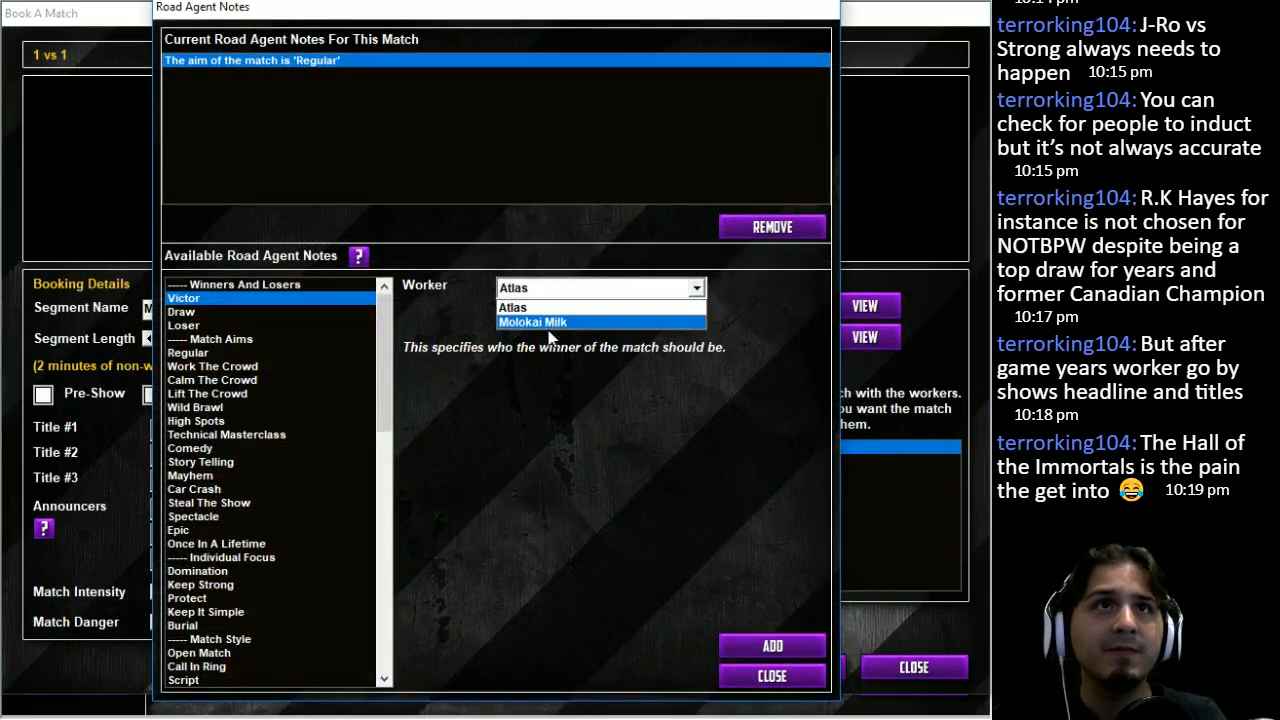 Book A Match
1 vs 1
Booking Details
Segment Name
M
Segment Length
(2 minutes of non-w
Pre-Show
Title #1
Title #2
Title #3
Announcers
?
Match Intensity
Match Danger
Road Agent Notes
Current Road Agent Notes For This Match
The aim of the match is 'Regular'
REMOVE
Available Road Agent Notes
?
----- Winners And Losers
Victor
Draw
Loser
----- Match Aims
Regular
Work The Crowd
Calm The Crowd
Lift The Crowd
Wild Brawl
High Spots
Technical Masterclass
Comedy
Story Telling
Mayhem
Car Crash
Steal The Show
Spectacle
Epic
Once In A Lifetime
----- Individual Focus
Domination
Keep Strong
Protect
Keep It Simple
Burial
----- Match Style
Open Match
Call In Ring
Script
Worker
Atlas
Atlas
Molokai Milk
This specifies who the winner of the match should be.
ADD
CLOSE
VIEW
VIEW
ch with the workers.
ou want the match
hem.
CLOSE
terrorking104: J-Ro vs
Strong always needs to
happen 10:15 pm
terrorking104: You can
check for people to induct
but it's not always accurate
10:15 pm
terrorking104: R.K Hayes for
instance is not chosen for
NOTBPW despite being a
top draw for years and
former Canadian Champion
10:17 pm
terrorking104: But after
game years worker go by
shows headline and titles
10:18 pm
terrorking104: The Hall of
the Immortals is the pain
the get into 😂 10:19 pm